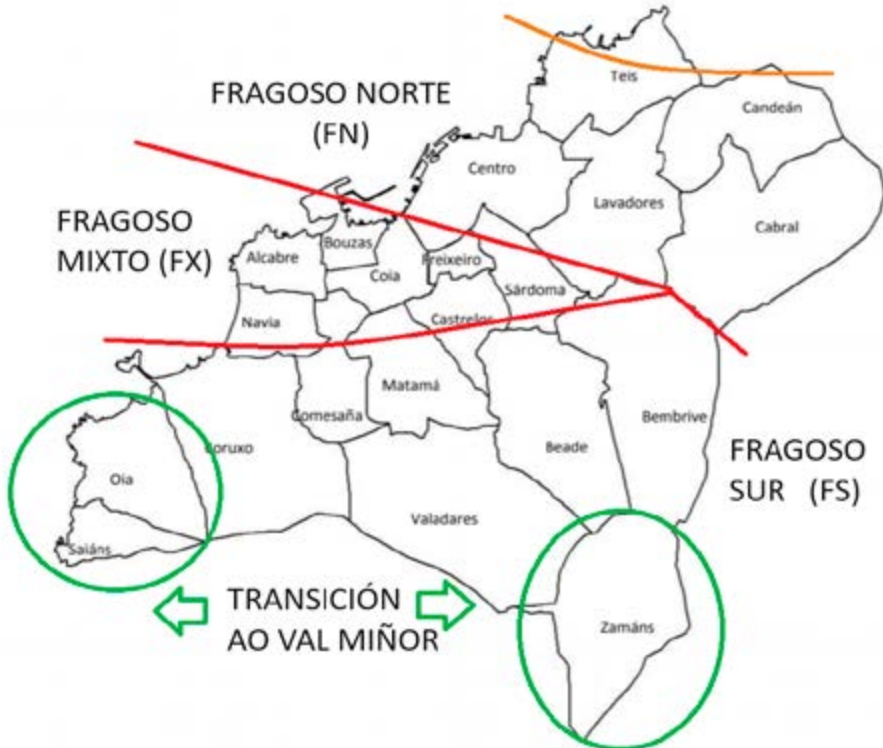 Teis
FRAGOSO NORTE
(FN)
Candeán
Centro
Lavadores
FRAGOSO
MIXTO (FX)
Cabral
Bouzas
Alcabre
Freixeiro
Coia
Sárdoma
Navia
Castrelos
Matamá
Comesaña
Bembrive
Coruxo
Beade
FRAGOSO
SUR (FS)
Oia
Valadares
Saiáns
TRANSICIÓN
AO VAL MIÑOR
Zamáns